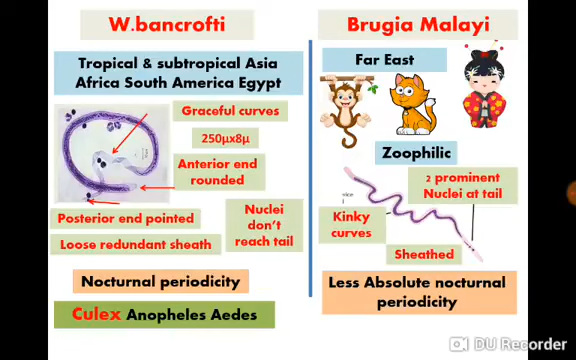 W.bancrofti
Tropical & subtropical Asia
Africa South America Egypt
Graceful curves
250µx8µ
Anterior end
rounded
Posterior end pointed
Loose redundant sheath
Nuclei
don't
reach tail
Nocturnal periodicity
Culex Anopheles Aedes
Brugia Malayi
Far East
Zoophilic
2 prominent
Nuclei at tail
Kinky
curves
Sheathed
Less Absolute nocturnal
periodicity
DU Recorder